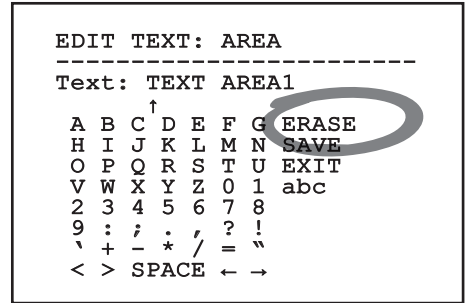 EDIT TEXT: AREA
------------------------
Text: TEXT AREA1
↑
A B C D E F G ERASE
H I J K L M N SAVE
O P Q R S T U EXIT
V W X Y Z 0 1 abc
2 3 4 5 6 7 8
9 : ; . , ? !
‛ + – * / = ‟
< > SPACE ← →